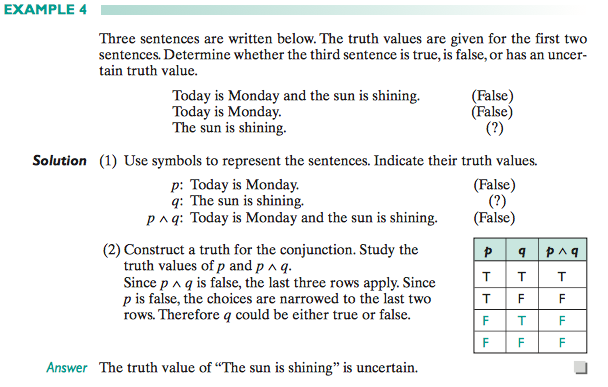 EXAMPLE 4
Three sentences are written below. The truth values are given for the first two
sentences. Determine whether the third sentence is true, is false, or has an uncer-
tain truth value.
Today is Monday and the sun is shining. (False)
Today is Monday. (False)
The sun is shining. (?)
Solution (1) Use symbols to represent the sentences. Indicate their truth values.
p: Today is Monday. (False)
q: The sun is shining. (?)
p ∧ q: Today is Monday and the sun is shining. (False)
(2) Construct a truth for the conjunction. Study the
truth values of p and p ∧ q.
Since p ∧ q is false, the last three rows apply. Since
p is false, the choices are narrowed to the last two
rows. Therefore q could be either true or false.
p q p ∧ q
T T T
T F F
F T F
F F F
Answer The truth value of “The sun is shining” is uncertain.